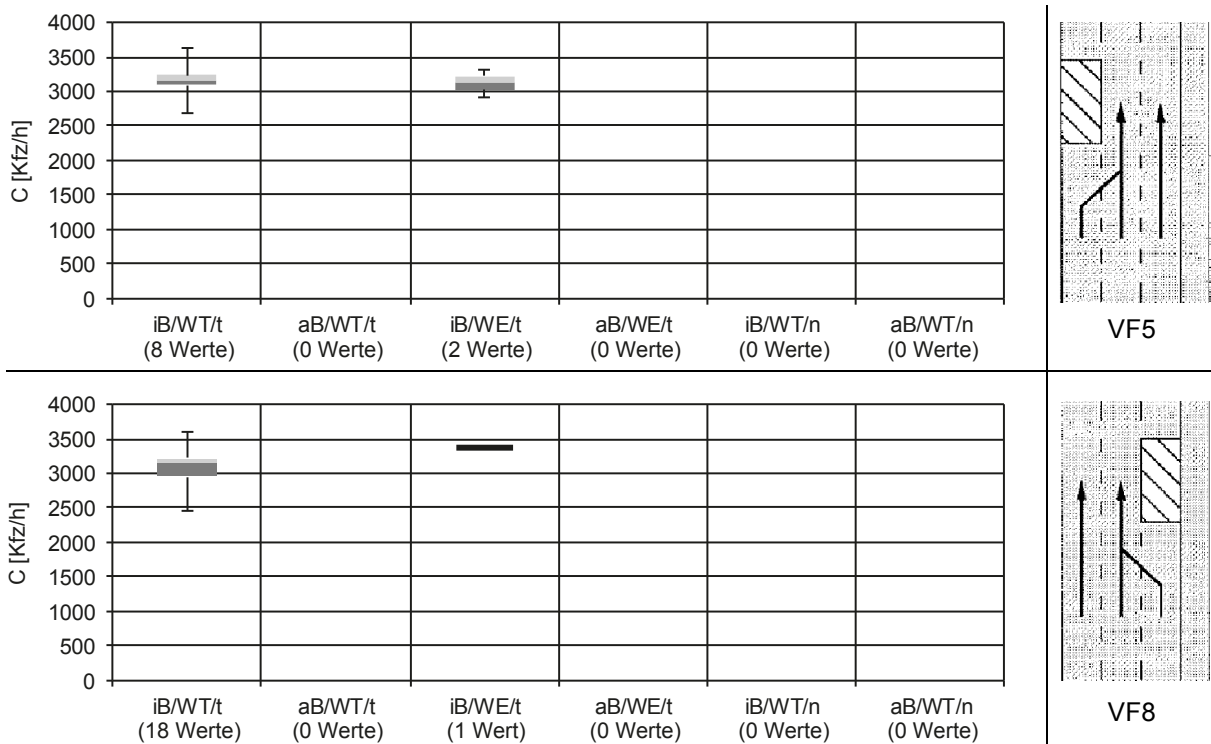 4000
3500
3000
2500
2000
1500
1000
500
0
C [Kfz/h]
iB/WT/t aB/WT/t iB/WE/t aB/WE/t iB/WT/n aB/WT/n
(8 Werte) (0 Werte) (2 Werte) (0 Werte) (0 Werte) (0 Werte)
VF5
4000
3500
3000
2500
2000
1500
1000
500
0
C [Kfz/h]
iB/WT/t aB/WT/t iB/WE/t aB/WE/t iB/WT/n aB/WT/n
(18 Werte) (0 Werte) (1 Wert) (0 Werte) (0 Werte) (0 Werte)
VF8